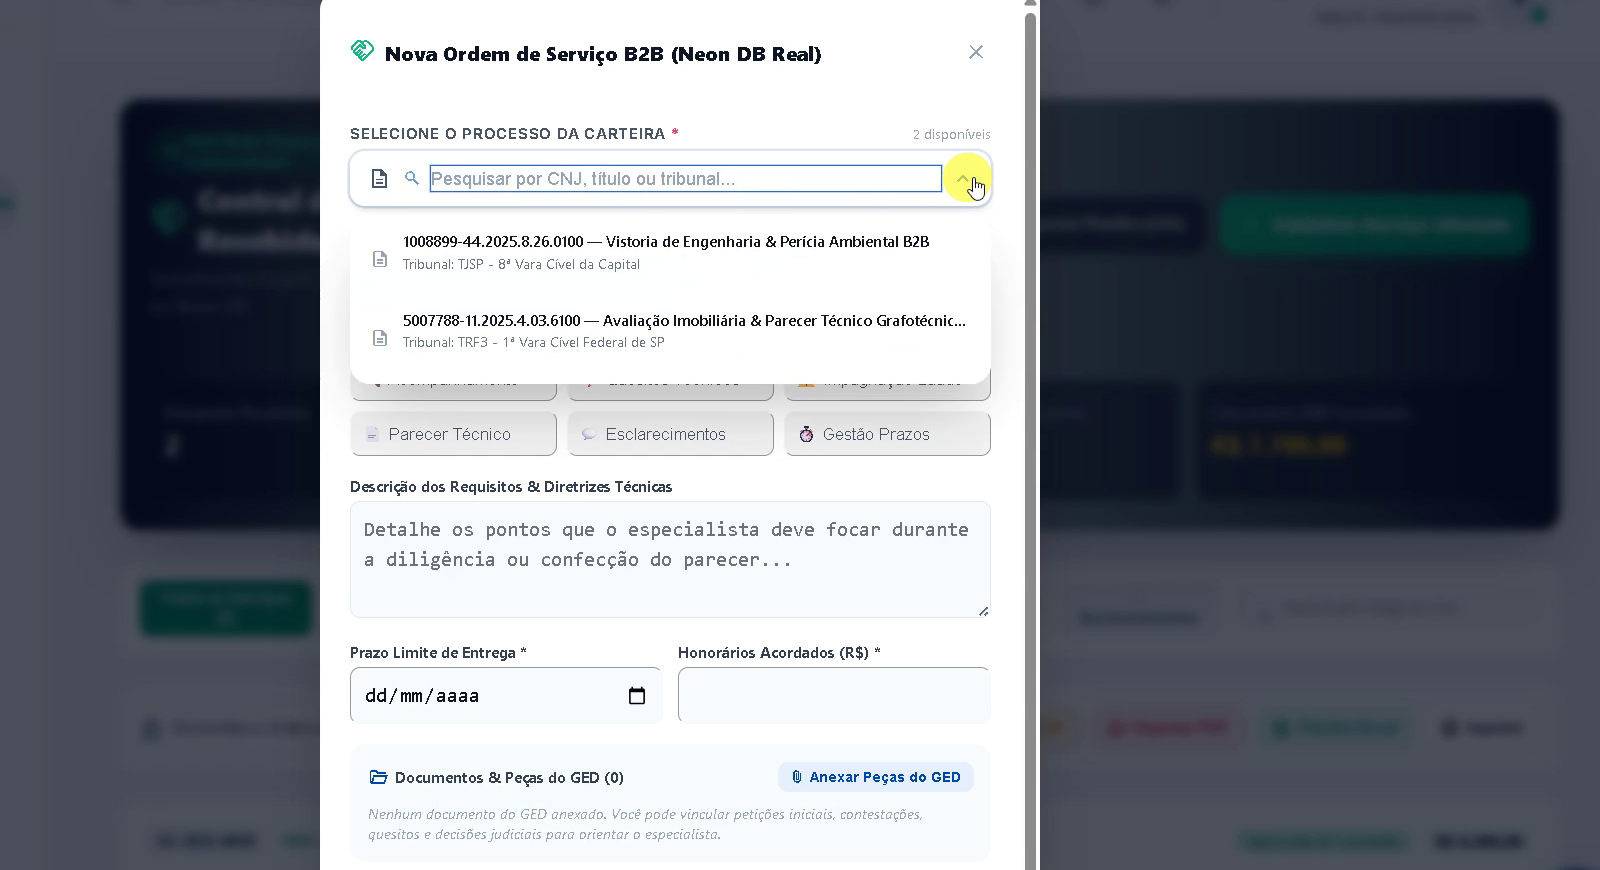 Nova Ordem de Serviço B2B (Neon DB Real)
SELECIONE O PROCESSO DA CARTEIRA *
2 disponíveis
Pesquisar por CNJ, título ou tribunal...
1008899-44.2025.8.26.0100 — Vistoria de Engenharia & Perícia Ambiental B2B
Tribunal: TJSP - 8ª Vara Cível da Capital
5007788-11.2025.4.03.6100 — Avaliação Imobiliária & Parecer Técnico Grafotécnic...
Tribunal: TRF3 - 1ª Vara Cível Federal de SP
Parecer Técnico
Esclarecimentos
Gestão Prazos
Descrição dos Requisitos & Diretrizes Técnicas
Detalhe os pontos que o especialista deve focar durante
a diligência ou confecção do parecer...
Prazo Limite de Entrega *
Honorários Acordados (R$) *
dd/mm/aaaa
Documentos & Peças do GED (0)
Anexar Peças do GED
Nenhum documento do GED anexado. Você pode vincular petições iniciais, contestações,
quesitos e decisões judiciais para orientar o especialista.